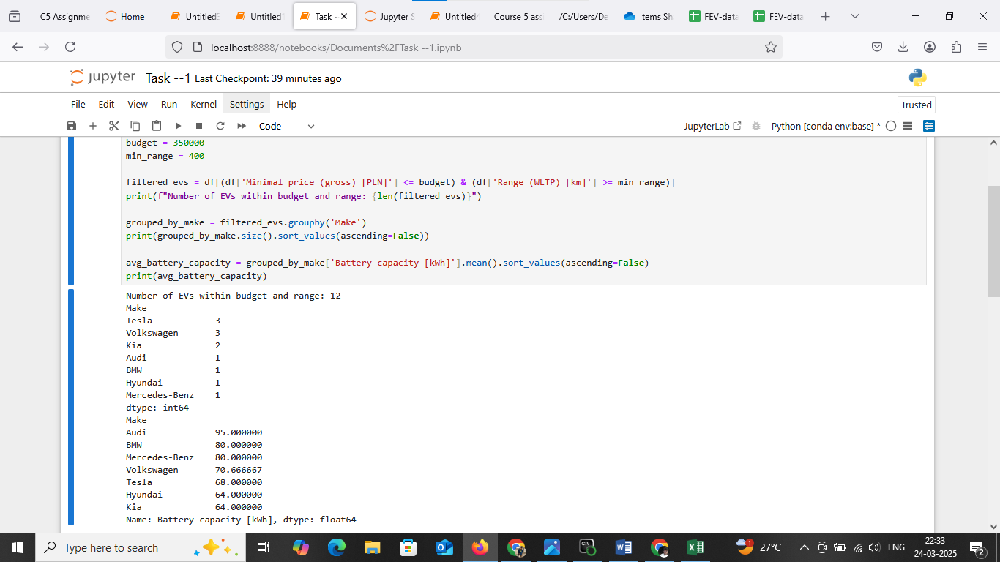 C5 Assignme
Home
Untitled3
Untitled1
Task -
Jupyter S
Untitled4
Course 5 ass
/C:/Users/De
Items Sh
FEV-data
FEV-data
localhost:8888/notebooks/Documents%2FTask --1.ipynb
jupyter Task --1 Last Checkpoint: 39 minutes ago
File Edit View Run Kernel Settings Help
Trusted
Code
JupyterLab
Python [conda env:base] *
budget = 350000
min_range = 400
filtered_evs = df[(df['Minimal price (gross) [PLN]'] <= budget) & (df['Range (WLTP) [km]'] >= min_range)]
print(f"Number of EVs within budget and range: {len(filtered_evs)}")
grouped_by_make = filtered_evs.groupby('Make')
print(grouped_by_make.size().sort_values(ascending=False))
avg_battery_capacity = grouped_by_make['Battery capacity [kWh]'].mean().sort_values(ascending=False)
print(avg_battery_capacity)
Number of EVs within budget and range: 12
Make
Tesla 3
Volkswagen 3
Kia 2
Audi 1
BMW 1
Hyundai 1
Mercedes-Benz 1
dtype: int64
Make
Audi 95.000000
BMW 80.000000
Mercedes-Benz 80.000000
Volkswagen 70.666667
Tesla 68.000000
Hyundai 64.000000
Kia 64.000000
Name: Battery capacity [kWh], dtype: float64
Type here to search
1
27°C
ENG
22:33
24-03-2025
2